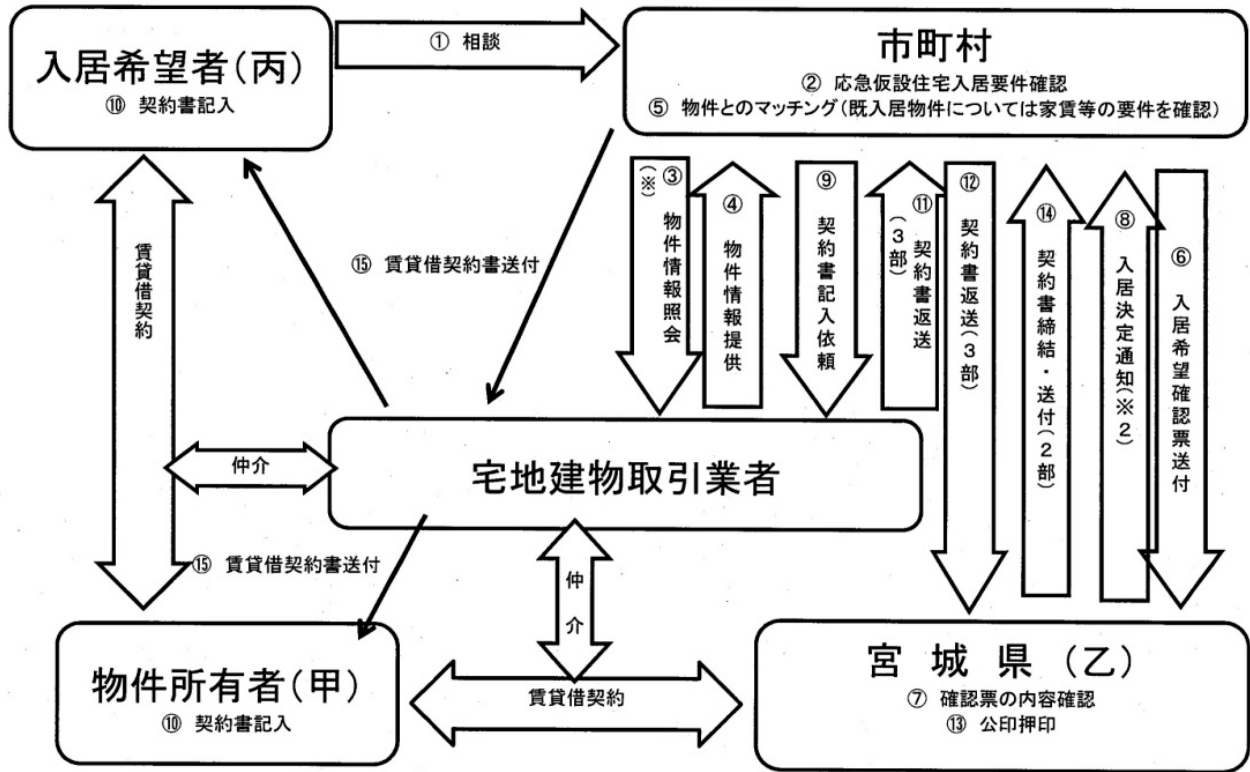 入居希望者(丙)
⑩ 契約書記入
① 相談
市町村
② 応急仮設住宅入居要件確認
⑤ 物件とのマッチング(既入居物件については家賃等の要件を確認)
③ 物件情報照会
(※)
④ 物件情報提供
⑨ 契約書記入依頼
⑪ 契約書返送
(3部)
⑫ 契約書返送(3部)
⑭ 契約書締結・送付(2部)
⑧ 入居決定通知(※2)
⑥ 入居希望確認票送付
賃貸借契約
⑮ 賃貸借契約書送付
仲介
宅地建物取引業者
⑮ 賃貸借契約書送付
仲介
物件所有者(甲)
⑩ 契約書記入
賃貸借契約
宮城県(乙)
⑦ 確認票の内容確認
⑬ 公印押印